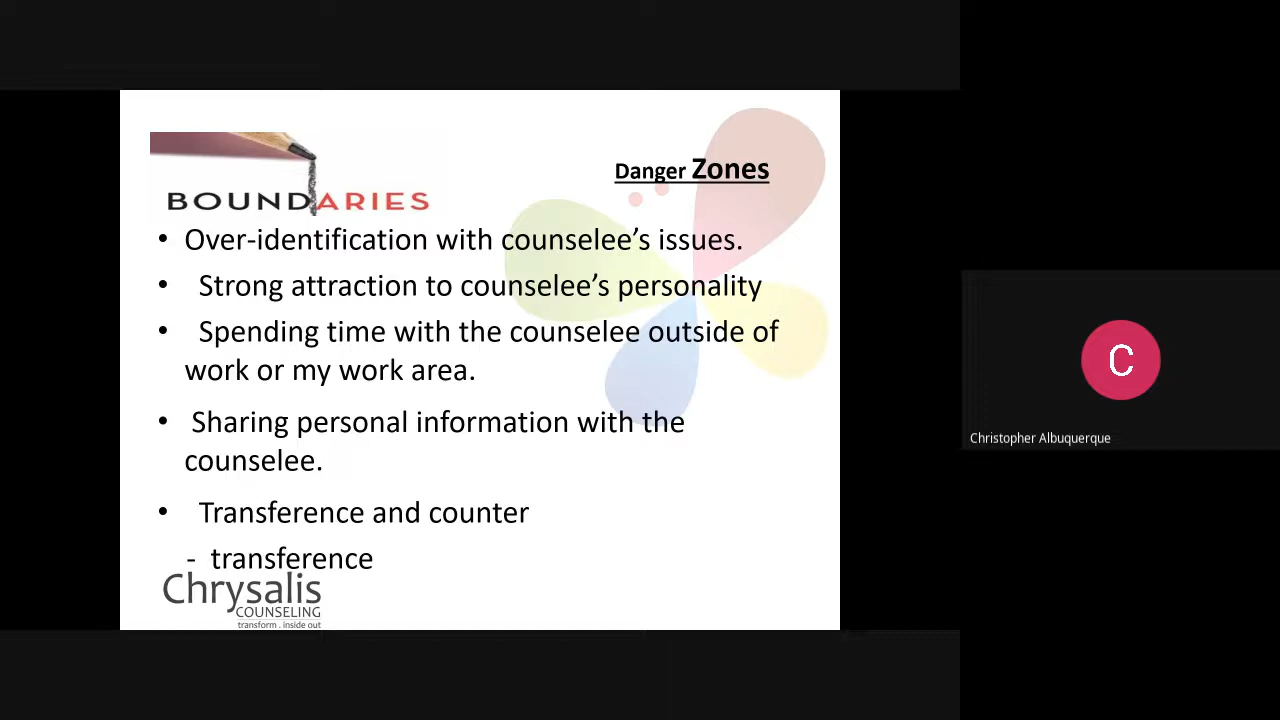 Danger Zones
BOUNDARIES
• Over-identification with counselee’s issues.
• Strong attraction to counselee’s personality
• Spending time with the counselee outside of
work or my work area.
• Sharing personal information with the
counselee.
• Transference and counter
- transference
Chrysalis
COUNSELING
transform . inside out
C
Christopher Albuquerque